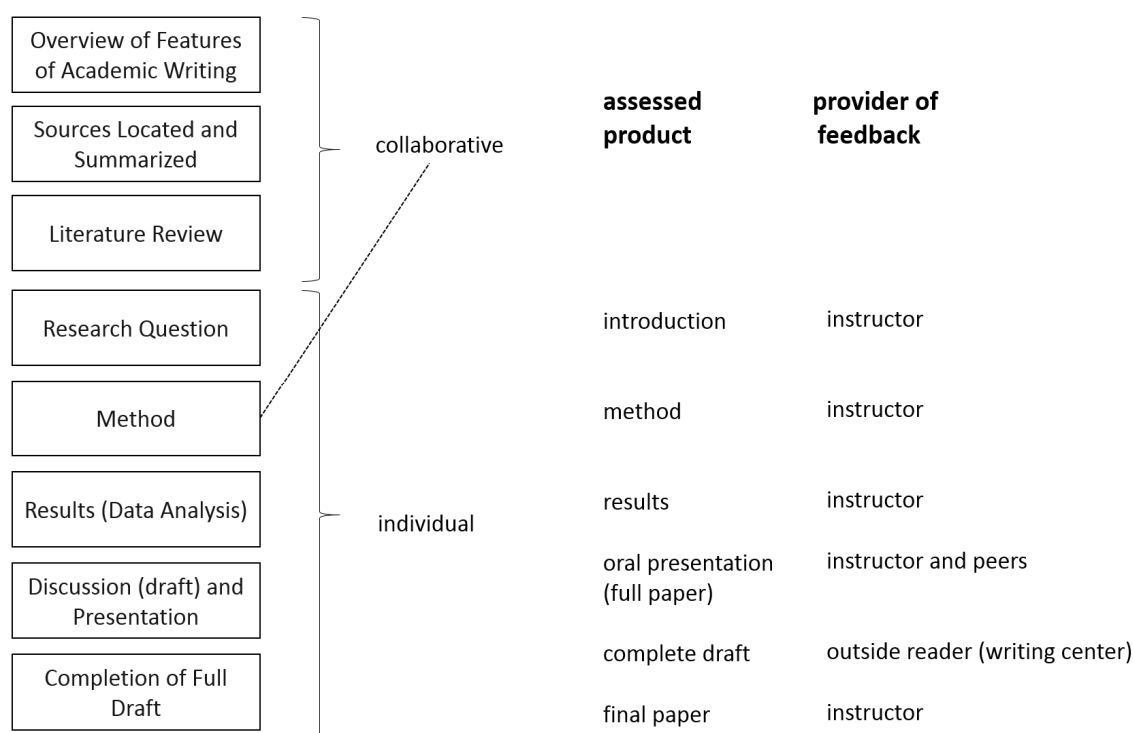 Overview of Features
of Academic Writing
Sources Located and
Summarized
Literature Review
Research Question
Method
Results (Data Analysis)
Discussion (draft) and
Presentation
Completion of Full
Draft
collaborative
individual
assessed
product
introduction
method
results
oral presentation
(full paper)
complete draft
final paper
provider of
feedback
instructor
instructor
instructor
instructor and peers
outside reader (writing center)
instructor